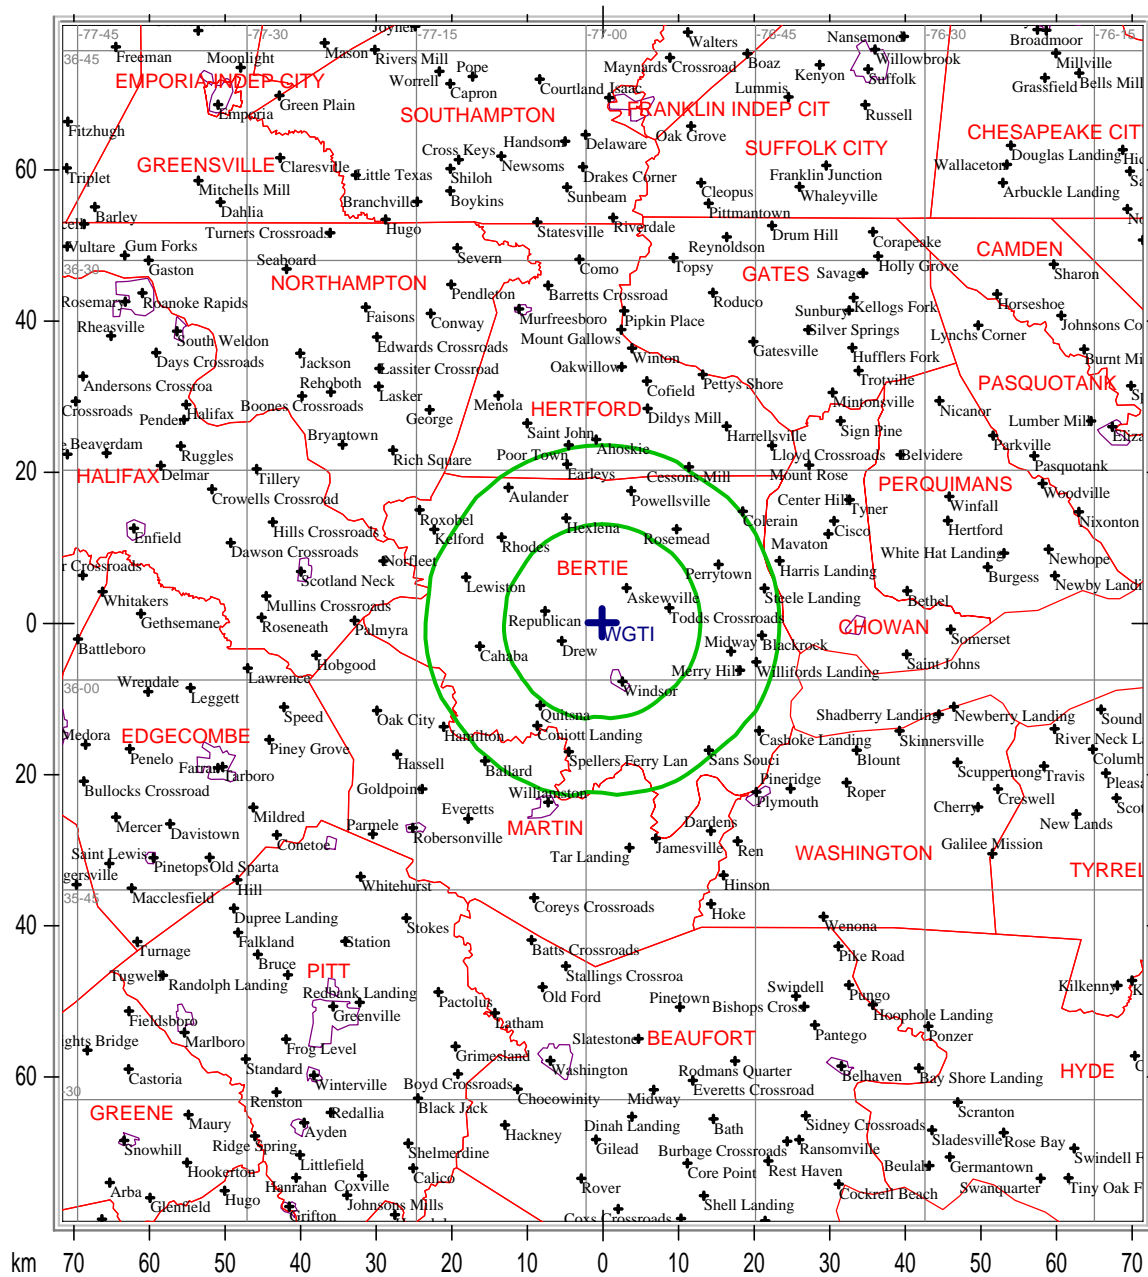 -77-45
-77-30
-77-15
-77-00
-76-45
-76-30
-76-15
Joyner
Nansemond
Broadmoor
36-45
Freeman
Moonlight
Mason
Rivers Mill
Walters
Willowbrook
Millville
Worrell
Pope
Maynards Crossroad
Boaz
Kenyon
Suffolk
Grassfield
Bells Mill
EMPORIA INDEP CITY
Capron
Courtland
Isaac
Lummis
Green Plain
Emporia
SOUTHAMPTON
FRANKLIN INDEP CIT
Russell
Fitzhugh
Handsom
Delaware
Oak Grove
CHESAPEAKE CIT
Cross Keys
Newsoms
SUFFOLK CITY
Douglas Landing
60
GREENSVILLE
Claresville
Wallaceton
Triplet
Little Texas
Shiloh
Drakes Corner
Franklin Junction
Mitchells Mill
Boykins
Sunbeam
Cleopus
Whaleyville
Arbuckle Landing
Barley
Dahlia
Branchville
Pittmantown
Turners Crossroads
Hugo
Statesville
Riverdale
Drum Hill
Corapeake
Vultare
Gum Forks
Reynoldson
CAMDEN
36-30
Gaston
Seaboard
Severn
Como
Topsy
Holly Grove
Sharon
NORTHAMPTON
GATES
Savage
Rosemary
Roanoke Rapids
Pendleton
Barretts Crossroad
Roduco
Kellogs Fork
Horseshoe
40
Rheasville
Faisons
Conway
Murfreesboro
Pipkin Place
Sunbury
Silver Springs
Lynchs Corner
Johnsons Co
South Weldon
Edwards Crossroads
Mount Gallows
Gatesville
Hufflers Fork
Days Crossroads
Jackson
Winton
Burnt Mi
Andersons Crossroa
Lassiter Crossroad
Oakwillow
Pettys Shore
Trotville
PASQUOTANK
Rehoboth
Lasker
Cofield
Mintonsville
Crossroads
Halifax
Boones Crossroads
Menola
HERTFORD
Dildys Mill
Nicanor
Lumber Mill
Penden
George
Saint John
Harrellsville
Sign Pine
Parkville
Eliza
Beaverdam
Ruggles
Bryantown
Rich Square
Poor Town
Ahoskie
Lloyd Crossroads
Belvidere
Pasquotank
20
HALIFAX
Delmar
Tillery
Earleys
Cessons Mill
Mount Rose
PERQUIMANS
Crowells Crossroad
Aulander
Powellsville
Center Hill
Tyner
Winfall
Woodville
Enfield
Hills Crossroads
Roxobel
Hexlena
Colerain
Cisco
Hertford
Nixonton
Dawson Crossroads
Kelford
Rhodes
Rosemead
Mavaton
White Hat Landing
Newhope
r Crossroads
Norfleet
BERTIE
Harris Landing
Burgess
Newby Landi
Scotland Neck
Lewiston
Perrytown
Whitakers
Mullins Crossroads
Askewville
Steele Landing
Bethel
Gethsemane
Roseneath
Palmyra
Republican
Todds Crossroads
0
WGTI
CHOWAN
Battleboro
Hobgood
Cahaba
Drew
Midway
Blackrock
Somerset
Lawrence
Merry Hill
Willifords Landing
Saint Johns
36-00
Wrendale
Leggett
Windsor
Speed
Oak City
Quitsna
Shadberry Landing
Newberry Landing
Sound
Medora
EDGECOMBE
Piney Grove
Hamilton
Coniott Landing
Cashoke Landing
Skinnersville
River Neck L
Penelo
Hassell
Ballard
Spellers Ferry Lan
Sans Souci
Blount
Columb
20
Farrar
Tarboro
Scuppernong
Travis
Bullocks Crossroad
Goldpoint
Williamston
Pineridge
Roper
Creswell
Pleasa
Plymouth
Cherry
Scot
Mercer
Davistown
Mildred
Parmele
Everetts
MARTIN
Dardens
New Lands
Conetoe
Robersonville
Jamesville
Ren
Galilee Mission
Saint Lewis
Pinetops
Old Sparta
Tar Landing
WASHINGTON
gersville
Macclesfield
Hill
Whitehurst
Hinson
TYRREL
35-45
Coreys Crossroads
Hoke
40
Dupree Landing
Stokes
Wenona
Turnage
Falkland
Station
Batts Crossroads
Pike Road
Bruce
Tugwell
Randolph Landing
PITT
Stallings Crossroa
Redbank Landing
Pactolus
Old Ford
Pinetown
Swindell
Pungo
Kilkenny
Fieldsboro
Greenville
Latham
Bishops Cross
Hoophole Landing
Marlboro
Slatestone
BEAUFORT
Pantego
Ponzer
ghts Bridge
Frog Level
Grimesland
Standard
Washington
Rodmans Quarter
HYDE
60
Castoria
Winterville
Boyd Crossroads
Everetts Crossroad
Belhaven
Bay Shore Landing
Renston
Chocowinity
Midway
GREENE
Redallia
Black Jack
Scranton
Maury
Ayden
Dinah Landing
Bath
Sidney Crossroads
Snowhill
Ridge Spring
Shelmerdine
Hackney
Gilead
Burbage Crossroads
Ransomville
Sladesville
Rose Bay
Swindell F
Hookerton
Littlefield
Calico
Core Point
Rest Haven
Beulah
Germantown
Arba
Hanrahan
Coxville
Rover
Shell Landing
Cockrell Beach
Swanquarter
Tiny Oak F
Glenfield
Hugo
Grifton
Johnsons Mills
Coxs Crossroads
km
70 60 50 40 30 20 10 0 10 20 30 40 50 60 70